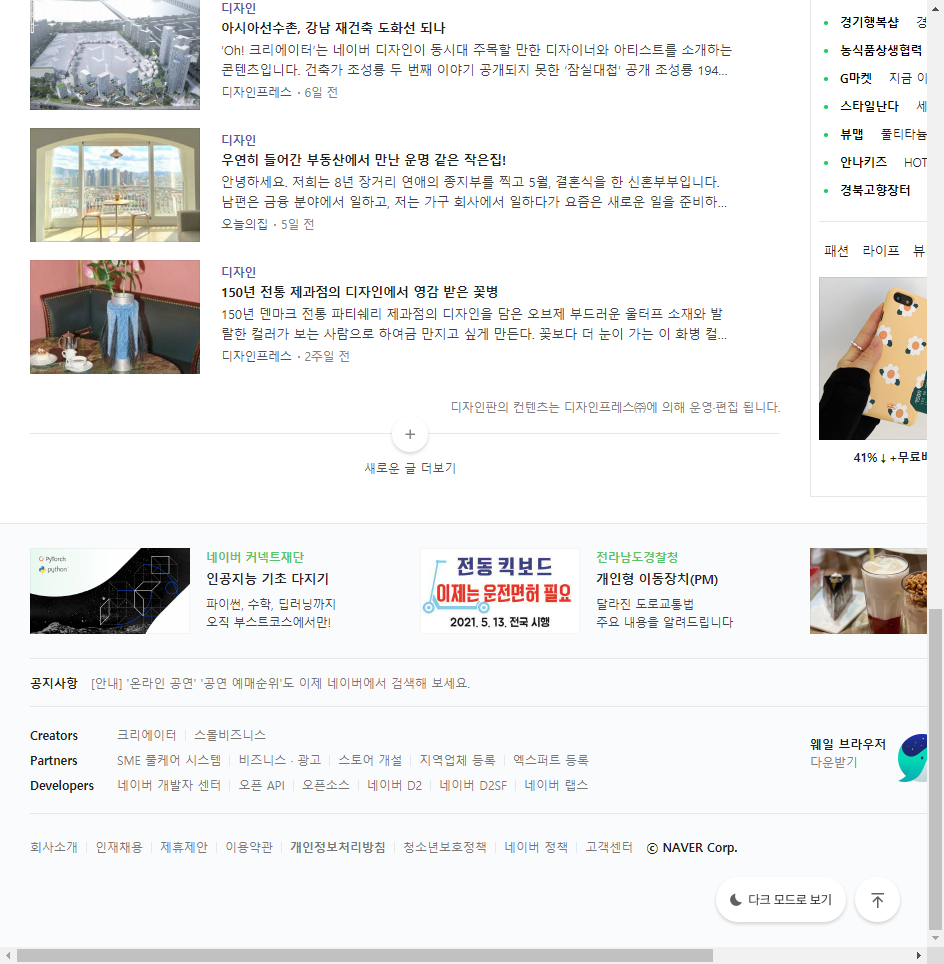 디자인
아시아선수촌, 강남 재건축 도화선 되나
'Oh! 크리에이터'는 네이버 디자인이 동시대 주목할 만한 디자이너와 아티스트를 소개하는
콘텐츠입니다. 건축가 조성룡 두 번째 이야기 공개되지 못한 '잠실대첩' 공개 조성룡 194...
디자인프레스 · 6일 전
디자인
우연히 들어간 부동산에서 만난 운명 같은 작은집!
안녕하세요. 저희는 8년 장거리 연애의 종지부를 찍고 5월, 결혼식을 한 신혼부부입니다.
남편은 금융 분야에서 일하고, 저는 가구 회사에서 일하다가 요즘은 새로운 일을 준비하...
오늘의집 · 5일 전
디자인
150년 전통 제과점의 디자인에서 영감 받은 꽃병
150년 덴마크 전통 파티쉐리 제과점의 디자인을 담은 오브제 부드러운 울터프 소재와 발
랄한 컬러가 보는 사람으로 하여금 만지고 싶게 만든다. 꽃보다 더 눈이 가는 이 화병 컬...
디자인프레스 · 2주일 전
디자인판의 컨텐츠는 디자인프레스㈜에 의해 운영·편집 됩니다.
+
새로운 글 더보기
경기행복샵
농식품상생협력
G마켓 지금
스타일난다
뷰맵 풀티타늄
안나키즈 HOT
경북고향장터
패션 라이프 뷰
41%↓+무료
PyTorch
python
네이버 커넥트재단
인공지능 기초 다지기
파이썬, 수학, 딥러닝까지
오직 부스트코스에서만!
전동 킥보드
이제는 운전면허 필요
2021. 5. 13. 전국 시행
전라남도경찰청
개인형 이동장치(PM)
달라진 도로교통법
주요 내용을 알려드립니다
공지사항 [안내] '온라인 공연' '공연 예매순위'도 이제 네이버에서 검색해 보세요.
Creators 크리에이터 스몰비즈니스
Partners SME 풀케어 시스템 비즈니스 · 광고 스토어 개설 지역업체 등록 엑스퍼트 등록
Developers 네이버 개발자 센터 오픈 API 오픈소스 네이버 D2 네이버 D2SF 네이버 랩스
웨일 브라우저
다운받기
회사소개 인재채용 제휴제안 이용약관 개인정보처리방침 청소년보호정책 네이버 정책 고객센터 ⓒ NAVER Corp.
다크 모드로 보기